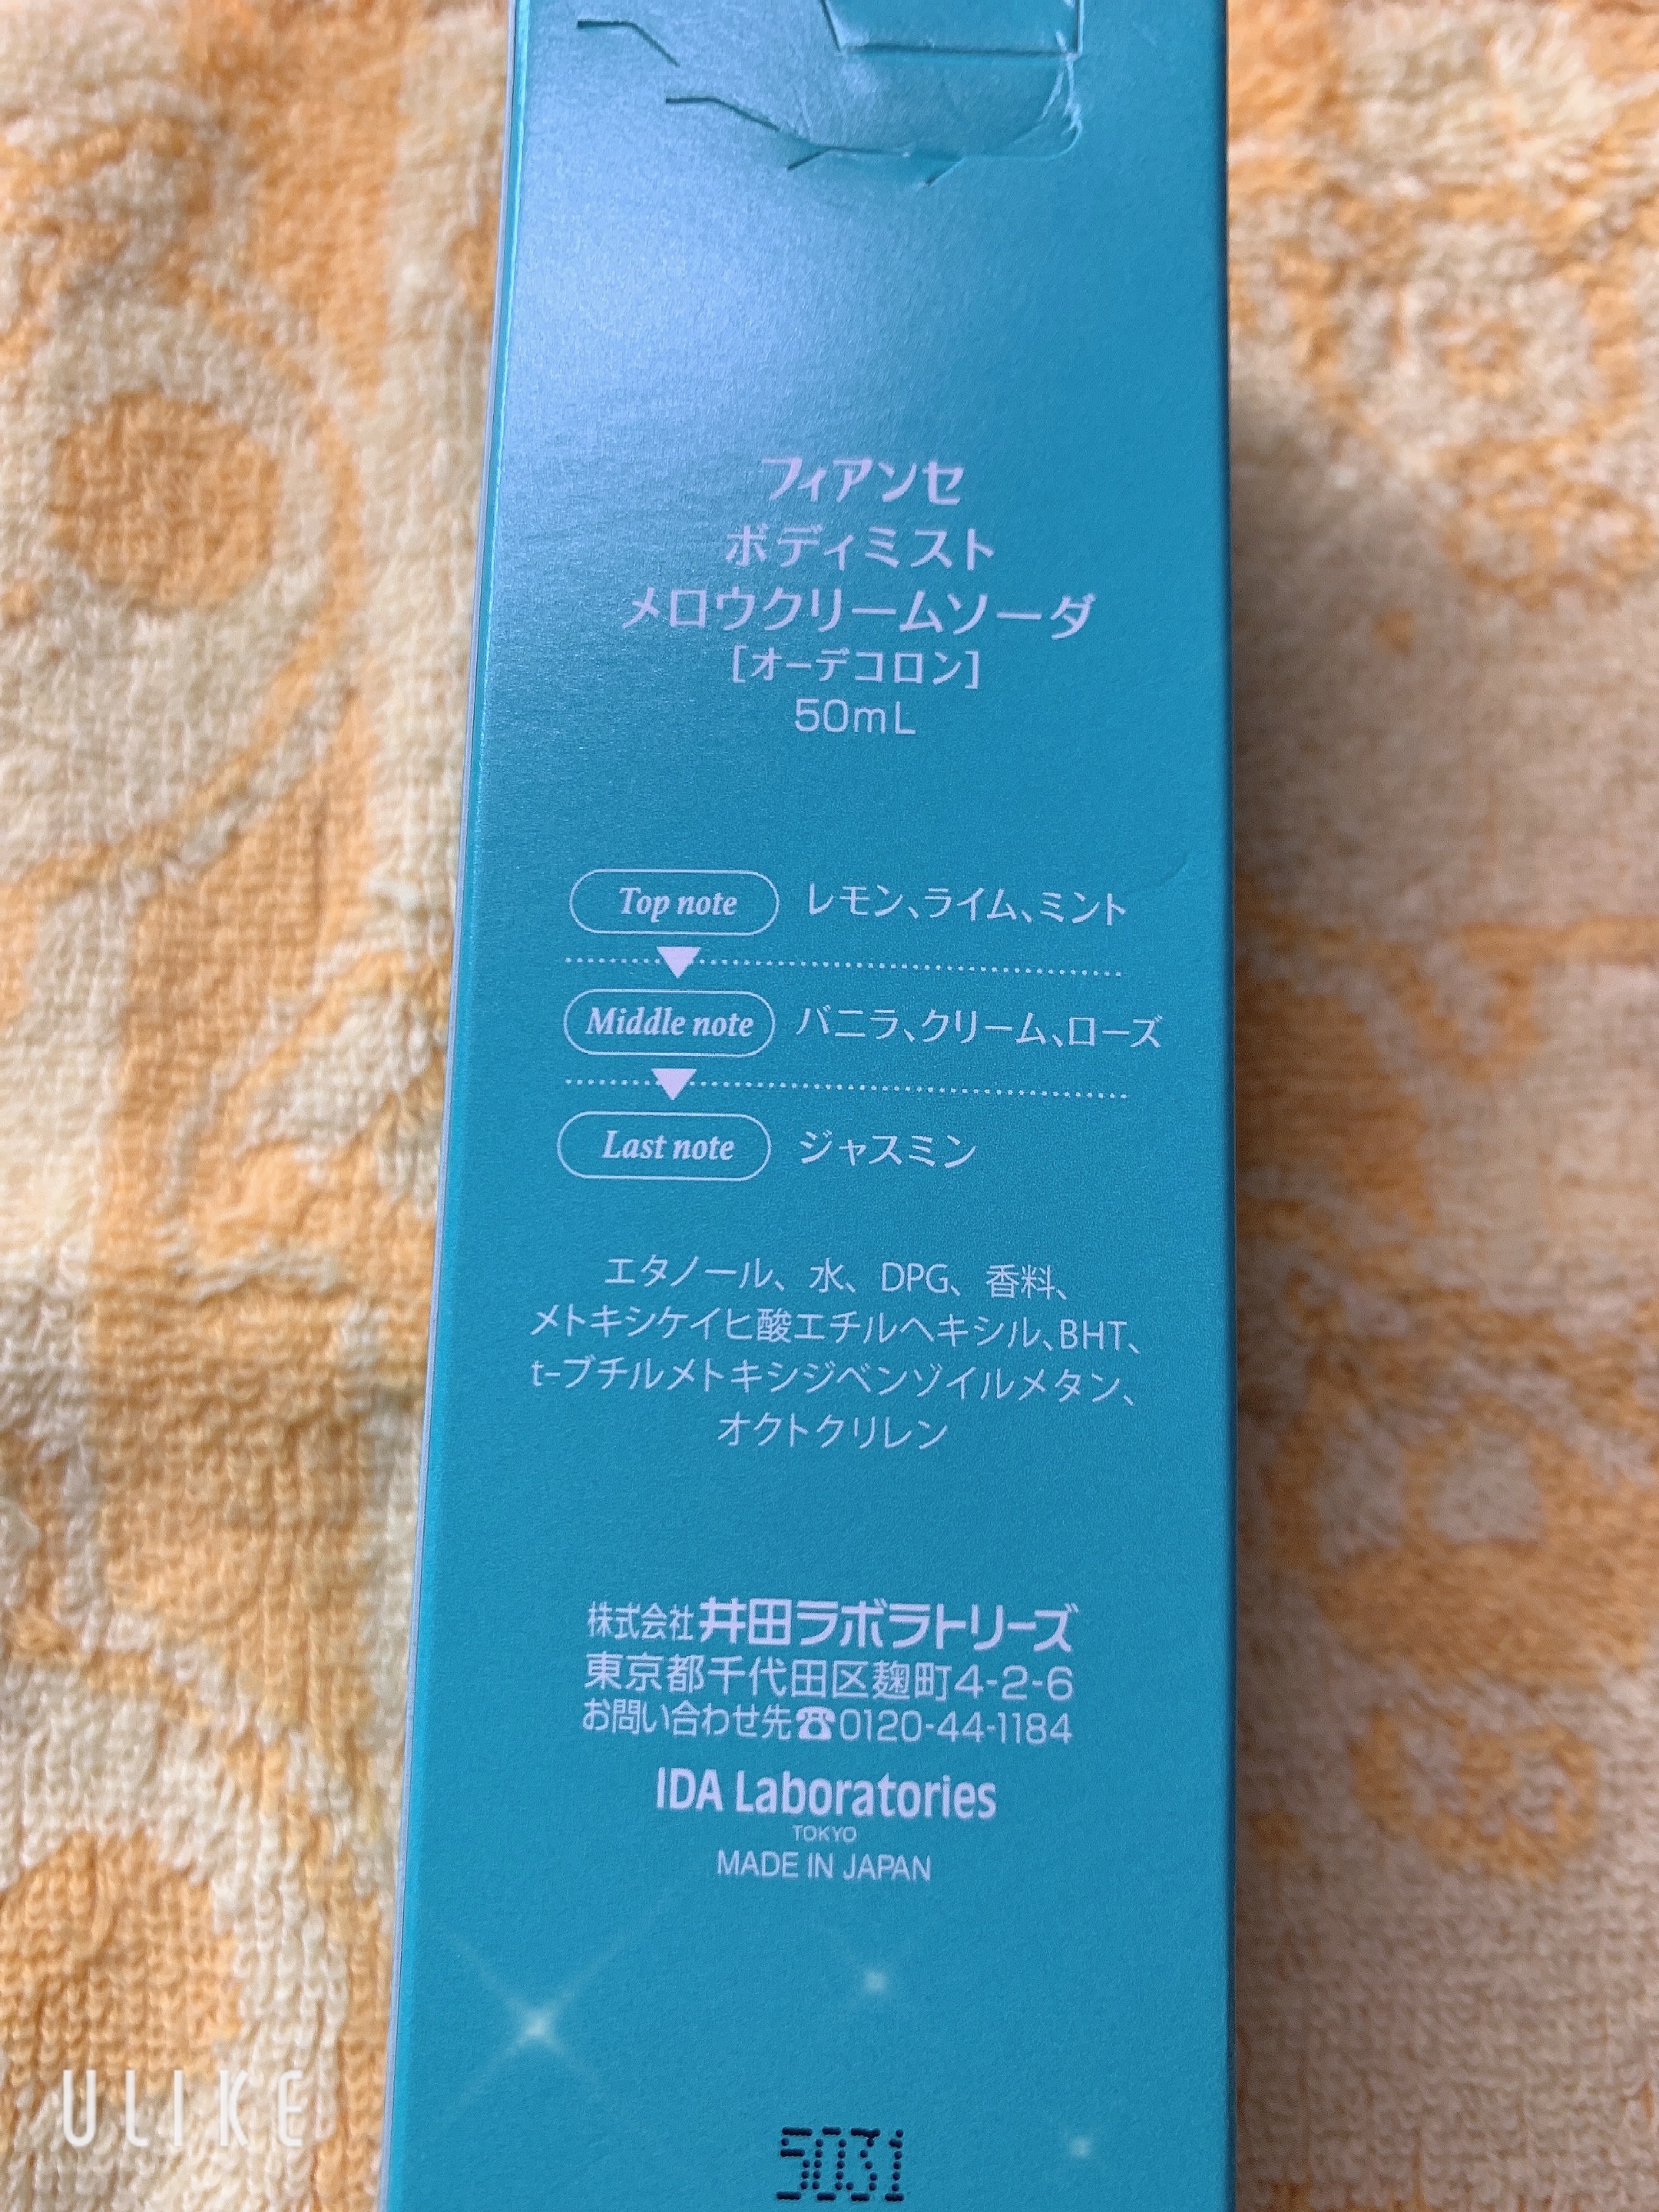 フィアンセ
ボディミスト
メロウクリームソーダ
[オーデコロン]
50mL
Top note レモン、ライム、ミント
Middle note バニラ、クリーム、ローズ
Last note ジャスミン
エタノール、水、DPG、香料、
メトキシケイヒ酸エチルヘキシル、BHT、
t-ブチルメトキシジベンゾイルメタン、
オクトクリレン
株式会社 井田ラボラトリーズ
東京都千代田区麹町4-2-6
お問い合わせ先☎0120-44-1184
IDA Laboratories
TOKYO
MADE IN JAPAN
5031
ULIKE